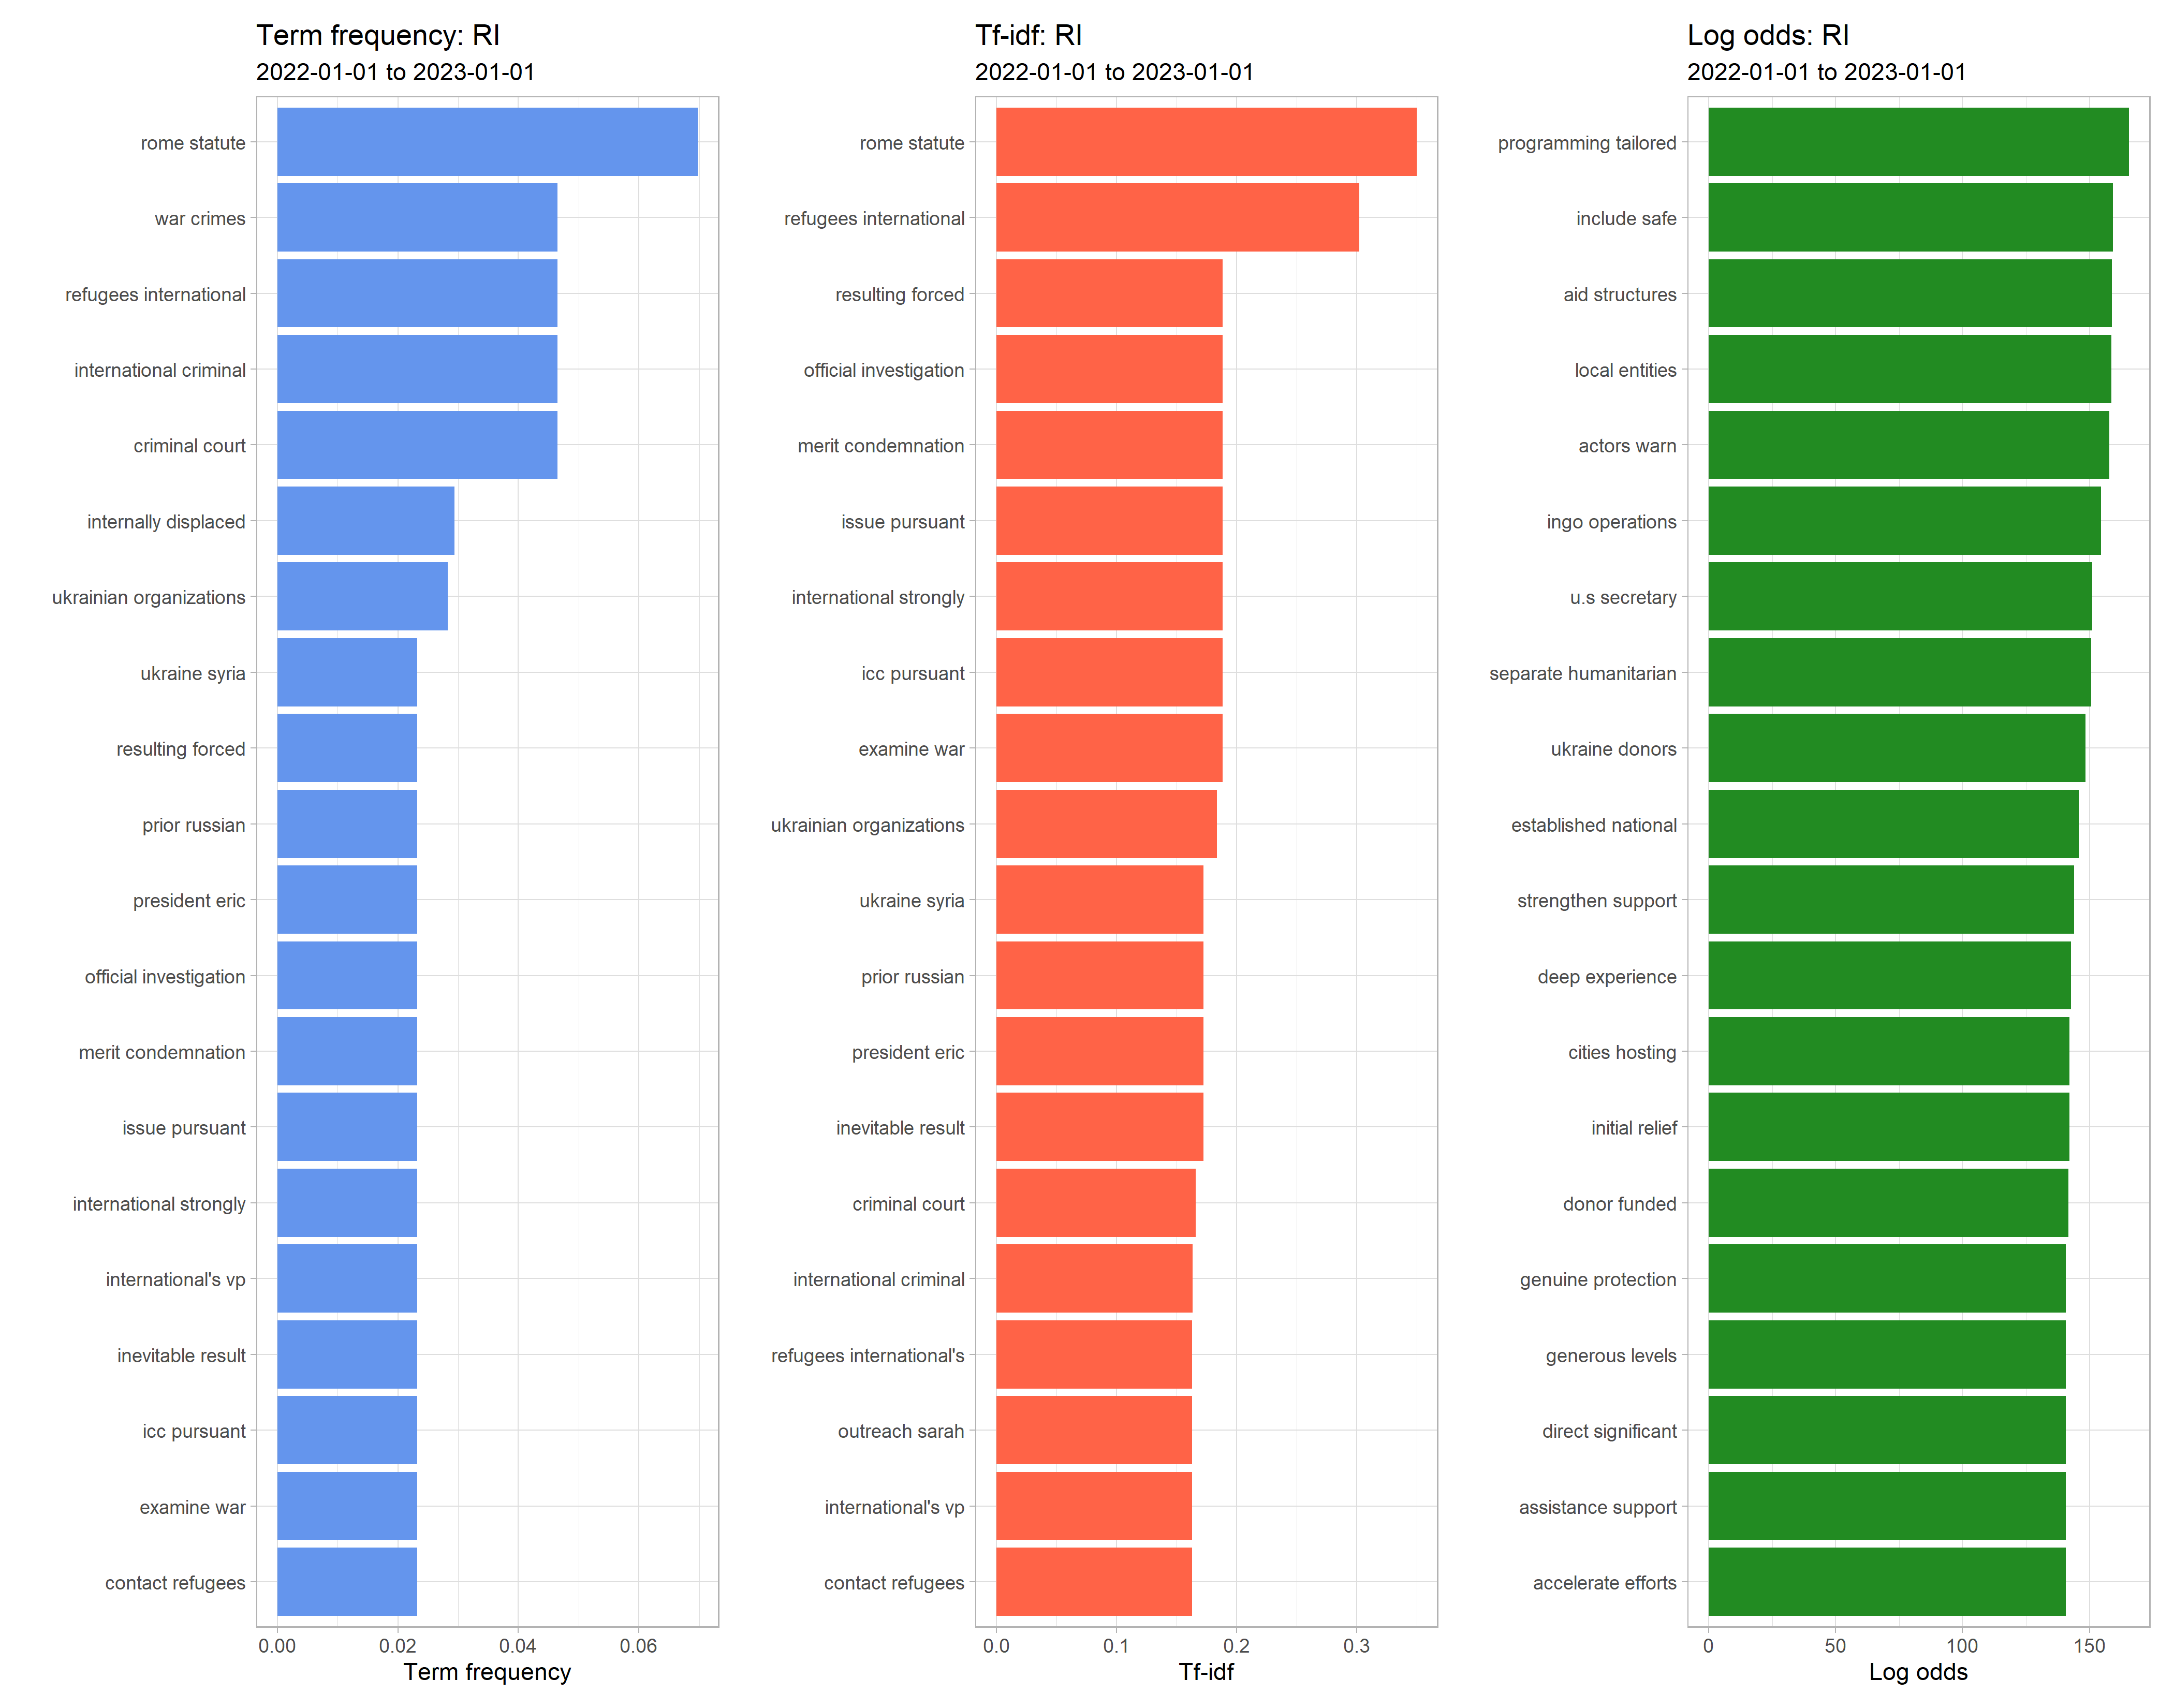 Term frequency: RI
2022-01-01 to 2023-01-01
rome statute
war crimes
refugees international
international criminal
criminal court
internally displaced
ukrainian organizations
ukraine syria
resulting forced
prior russian
president eric
official investigation
merit condemnation
issue pursuant
international strongly
international's vp
inevitable result
icc pursuant
examine war
contact refugees
0.00 0.02 0.04 0.06
Term frequency
Tf-idf: RI
2022-01-01 to 2023-01-01
rome statute
refugees international
resulting forced
official investigation
merit condemnation
issue pursuant
international strongly
icc pursuant
examine war
ukrainian organizations
ukraine syria
prior russian
president eric
inevitable result
criminal court
international criminal
refugees international's
outreach sarah
international's vp
contact refugees
0.0 0.1 0.2 0.3
Tf-idf
Log odds: RI
2022-01-01 to 2023-01-01
programming tailored
include safe
aid structures
local entities
actors warn
ingo operations
u.s secretary
separate humanitarian
ukraine donors
established national
strengthen support
deep experience
cities hosting
initial relief
donor funded
genuine protection
generous levels
direct significant
assistance support
accelerate efforts
0 50 100 150
Log odds